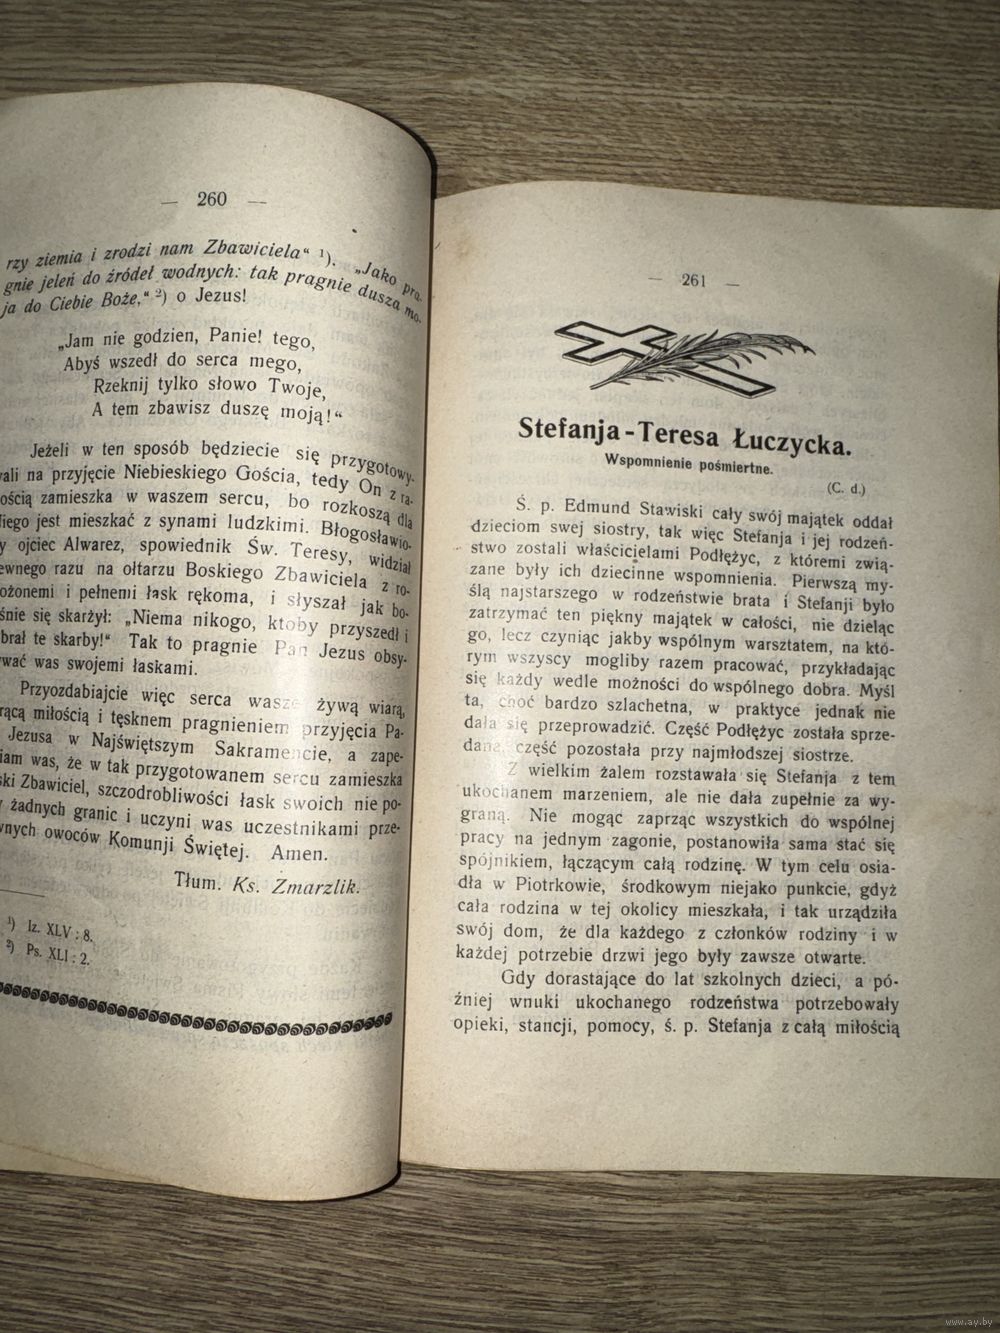 — 260 —
rzy ziemia i zrodzi nam Zbawiciela“ ¹). „Jako pra-
gnie jeleń do źródeł wodnych: tak pragnie dusza mo-
ja do Ciebie Boże,“ ²) o Jezus!
„Jam nie godzien, Panie! tego,
Abyś wszedł do serca mego,
Rzeknij tylko słowo Twoje,
A tem zbawisz duszę moją!“
Jeżeli w ten sposób będziecie się przygotowy-
wali na przyjęcie Niebieskiego Gościa, tedy On z ra-
ością zamieszka w waszem sercu, bo rozkoszą dla
iego jest mieszkać z synami ludzkimi. Błogosławio-
y ojciec Alwarez, spowiednik Św. Teresy, widział
ewnego razu na ołtarzu Boskiego Zbawiciela z ro-
ożonemi i pełnemi łask rękoma, i słyszał jak bo-
śnie się skarżył: „Niema nikogo, ktoby przyszedł i
brał te skarby!“ Tak to pragnie Pan Jezus obsy-
wać was swojemi łaskami.
Przyozdabiajcie więc serca wasze żywą wiarą,
rącą miłością i tęsknem pragnieniem przyjęcia Pa-
Jezusa w Najświętszym Sakramencie, a zape-
iam was, że w tak przygotowanem sercu zamieszka
ski Zbawiciel, szczodrobliwości łask swoich nie po-
żadnych granic i uczyni was uczestnikami prze-
wnych owoców Komunji Świętej. Amen.
Tłum. Ks. Zmarzlik.
¹) Iz. XLV : 8.
²) Ps. XLI : 2.
— 261 —
Stefanja-Teresa Łuczycka.
Wspomnienie pośmiertne.
(C. d.)
Ś. p. Edmund Stawiski cały swój majątek oddał
dzieciom swej siostry, tak więc Stefanja i jej rodzeń-
stwo zostali właścicielami Podłężyc, z któremi zwią-
zane były ich dziecinne wspomnienia. Pierwszą my-
ślą najstarszego w rodzeństwie brata i Stefanji było
zatrzymać ten piękny majątek w całości, nie dzieląc
go, lecz czyniąc jakby wspólnym warsztatem, na któ-
rym wszyscy mogliby razem pracować, przykładając
się każdy wedle możności do wspólnego dobra. Myśl
ta, choć bardzo szlachetna, w praktyce jednak nie
dała się przeprowadzić. Część Podłężyc została sprze-
dana, część pozostała przy najmłodszej siostrze.
Z wielkim żalem rozstawała się Stefanja z tem
ukochanem marzeniem, ale nie dała zupełnie za wy-
graną. Nie mogąc zaprząc wszystkich do wspólnej
pracy na jednym zagonie, postanowiła sama stać się
spójnikiem, łączącym całą rodzinę. W tym celu osia-
dła w Piotrkowie, środkowym niejako punkcie, gdyż
cała rodzina w tej okolicy mieszkała, i tak urządziła
swój dom, że dla każdego z członków rodziny i w
każdej potrzebie drzwi jego były zawsze otwarte.
Gdy dorastające do lat szkolnych dzieci, a pó-
źniej wnuki ukochanego rodzeństwa potrzebowały
opieki, stancji, pomocy, ś. p. Stefanja z całą miłością
www.ay.by